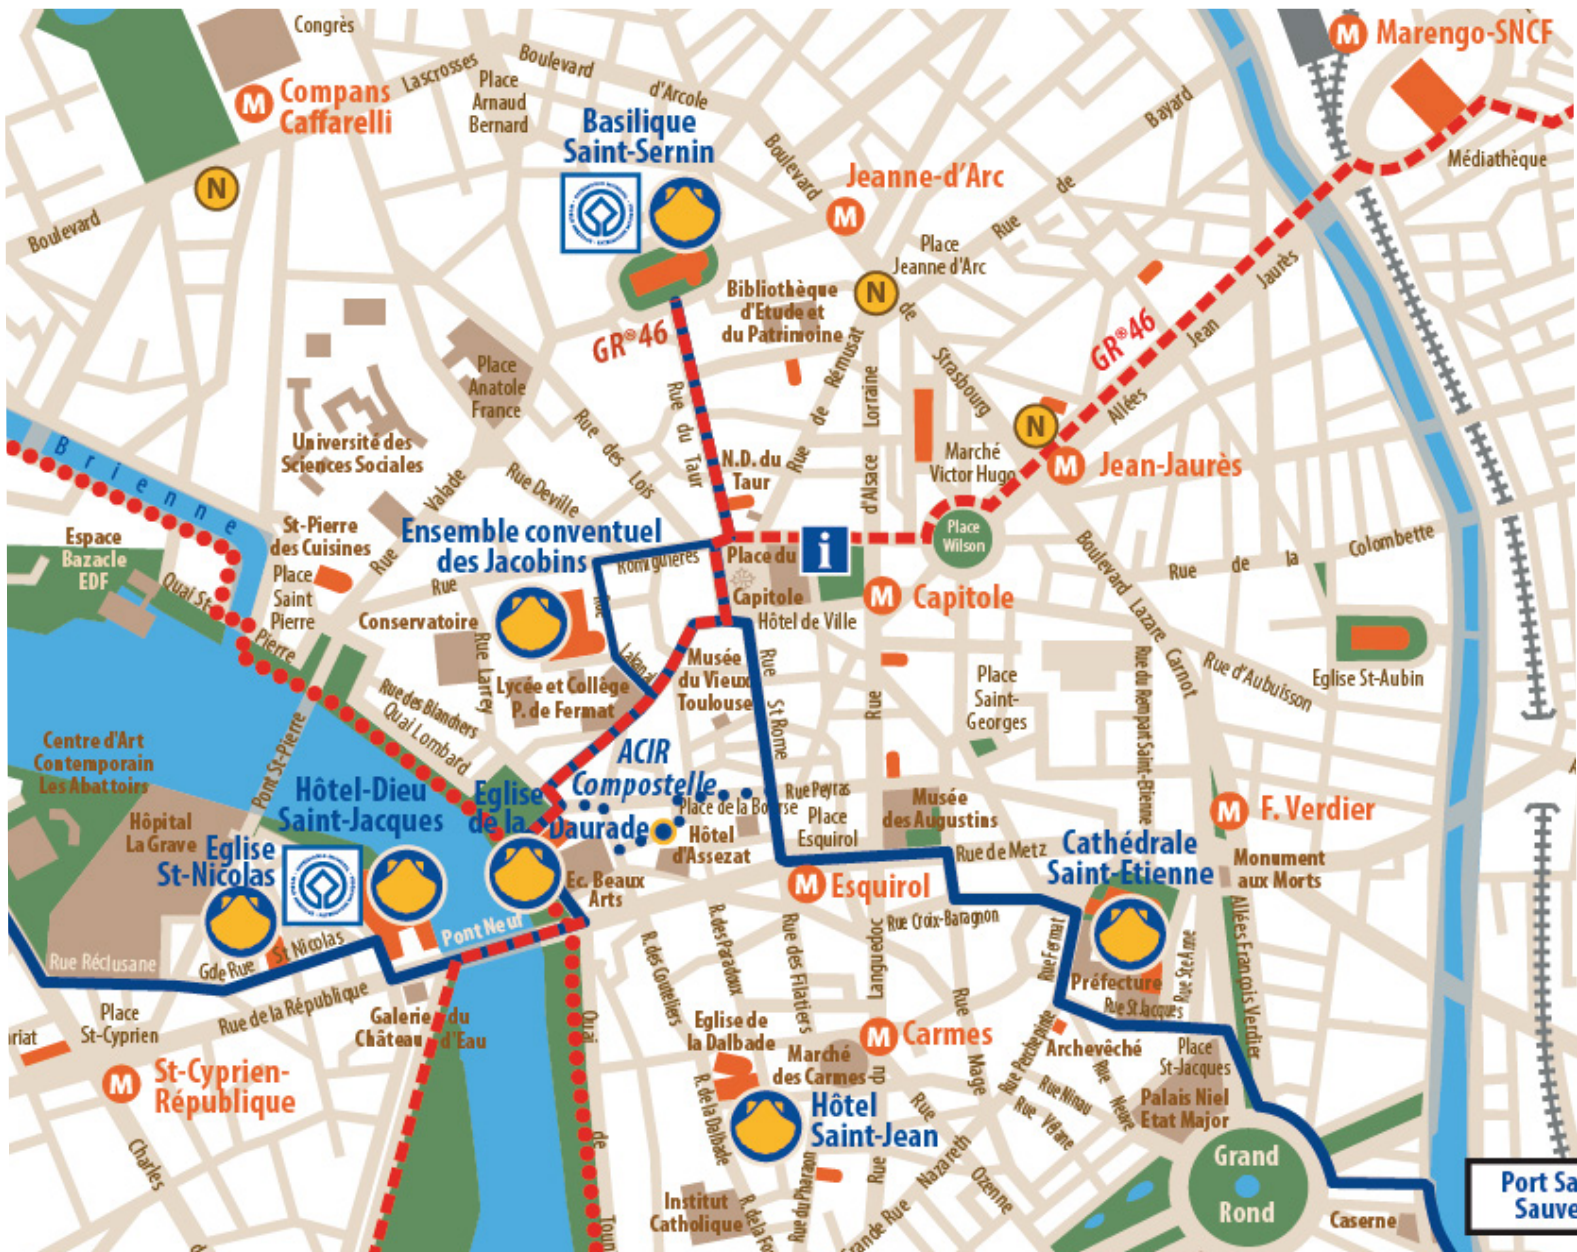 Congrès
M
Compans
Caffarelli
Lascrosses
Boulevard
d'Arcole
Place
Arnaud
Bernard
Basilique
Saint-Sernin
Boulevard
Bayard
M
Marengo-SNCF
Médiathèque
N
Boulevard
Jeanne-d'Arc
M
Place
Jeanne d'Arc
Rue
de
N
de
Strasbourg
Bibliothèque
d'Etude et
du Patrimoine
GR®46
GR®46
Allées
Jean
Jaurès
Place
Anatole
France
Rue
du
Taur
Rue
de
Rémusat
Lorraine
d'Alsace
Rue
Université des
Sciences Sociales
Rue
des
Lois
Rue Deville
Rue
Valade
N.D. du
Taur
Marché
Victor Hugo
N
M
Jean-Jaurès
Brienne
Espace
Bazacle
EDF
St-Pierre
des Cuisines
Place
Saint
Pierre
Quai St-
Pierre
Ensemble conventuel
des Jacobins
Rue
Romiguières
Rue
Lakanal
Conservatoire
Rue Larrey
Lycée et Collège
P. de Fermat
Place du
Capitole
i
Hôtel de Ville
Place
Wilson
M
Capitole
Boulevard
Lazare
Carnot
Rue
de
la
Colombette
Rue d'Aubuisson
Eglise St-Aubin
Rue du Rempart Saint-Etienne
Place
Saint-
Georges
Musée
du Vieux
Toulouse
Rue
St Rome
Rue des Blanchers
Quai Lombard
Pont St-Pierre
Centre d'Art
Contemporain
Les Abattoirs
Hôpital
La Grave
Hôtel-Dieu
Saint-Jacques
Eglise
St-Nicolas
Eglise
de la
Daurade
ACIR
Compostelle
Place de la Bourse
Rue Peyras
Place
Esquirol
Hôtel
d'Assezat
Ec. Beaux
Arts
Musée
des Augustins
M
F. Verdier
Monument
aux Morts
Cathédrale
Saint-Etienne
Rue de Metz
M
Esquirol
Rue Croix-Baragnon
Pont Neuf
Rue Réclusane
Gde Rue
St Nicolas
Rue de la République
Place
St-Cyprien
Galerie du
Château d'Eau
M
St-Cyprien-
République
Charles
Quai
de
R. des Couteliers
R. des Paradoux
Rue des Filatiers
Languedoc
du
Rue
Rue
Mage
Rue Fermat
Préfecture
Rue St Jacques
Rue Ste Anne
Allées François Verdier
Eglise de
la Dalbade
R. de la Dalbade
Marché
des Carmes
M
Carmes
Hôtel
Saint-Jean
Rue Perchepinte
Archevêché
Rue Ninau
Rue
Vélane
Rue
Neuve
Place
St-Jacques
Palais Niel
Etat Major
Rue
Ozenne
Grande Rue
Nazareth
Rue du Pharaon
Institut
Catholique
Grand
Rond
Caserne